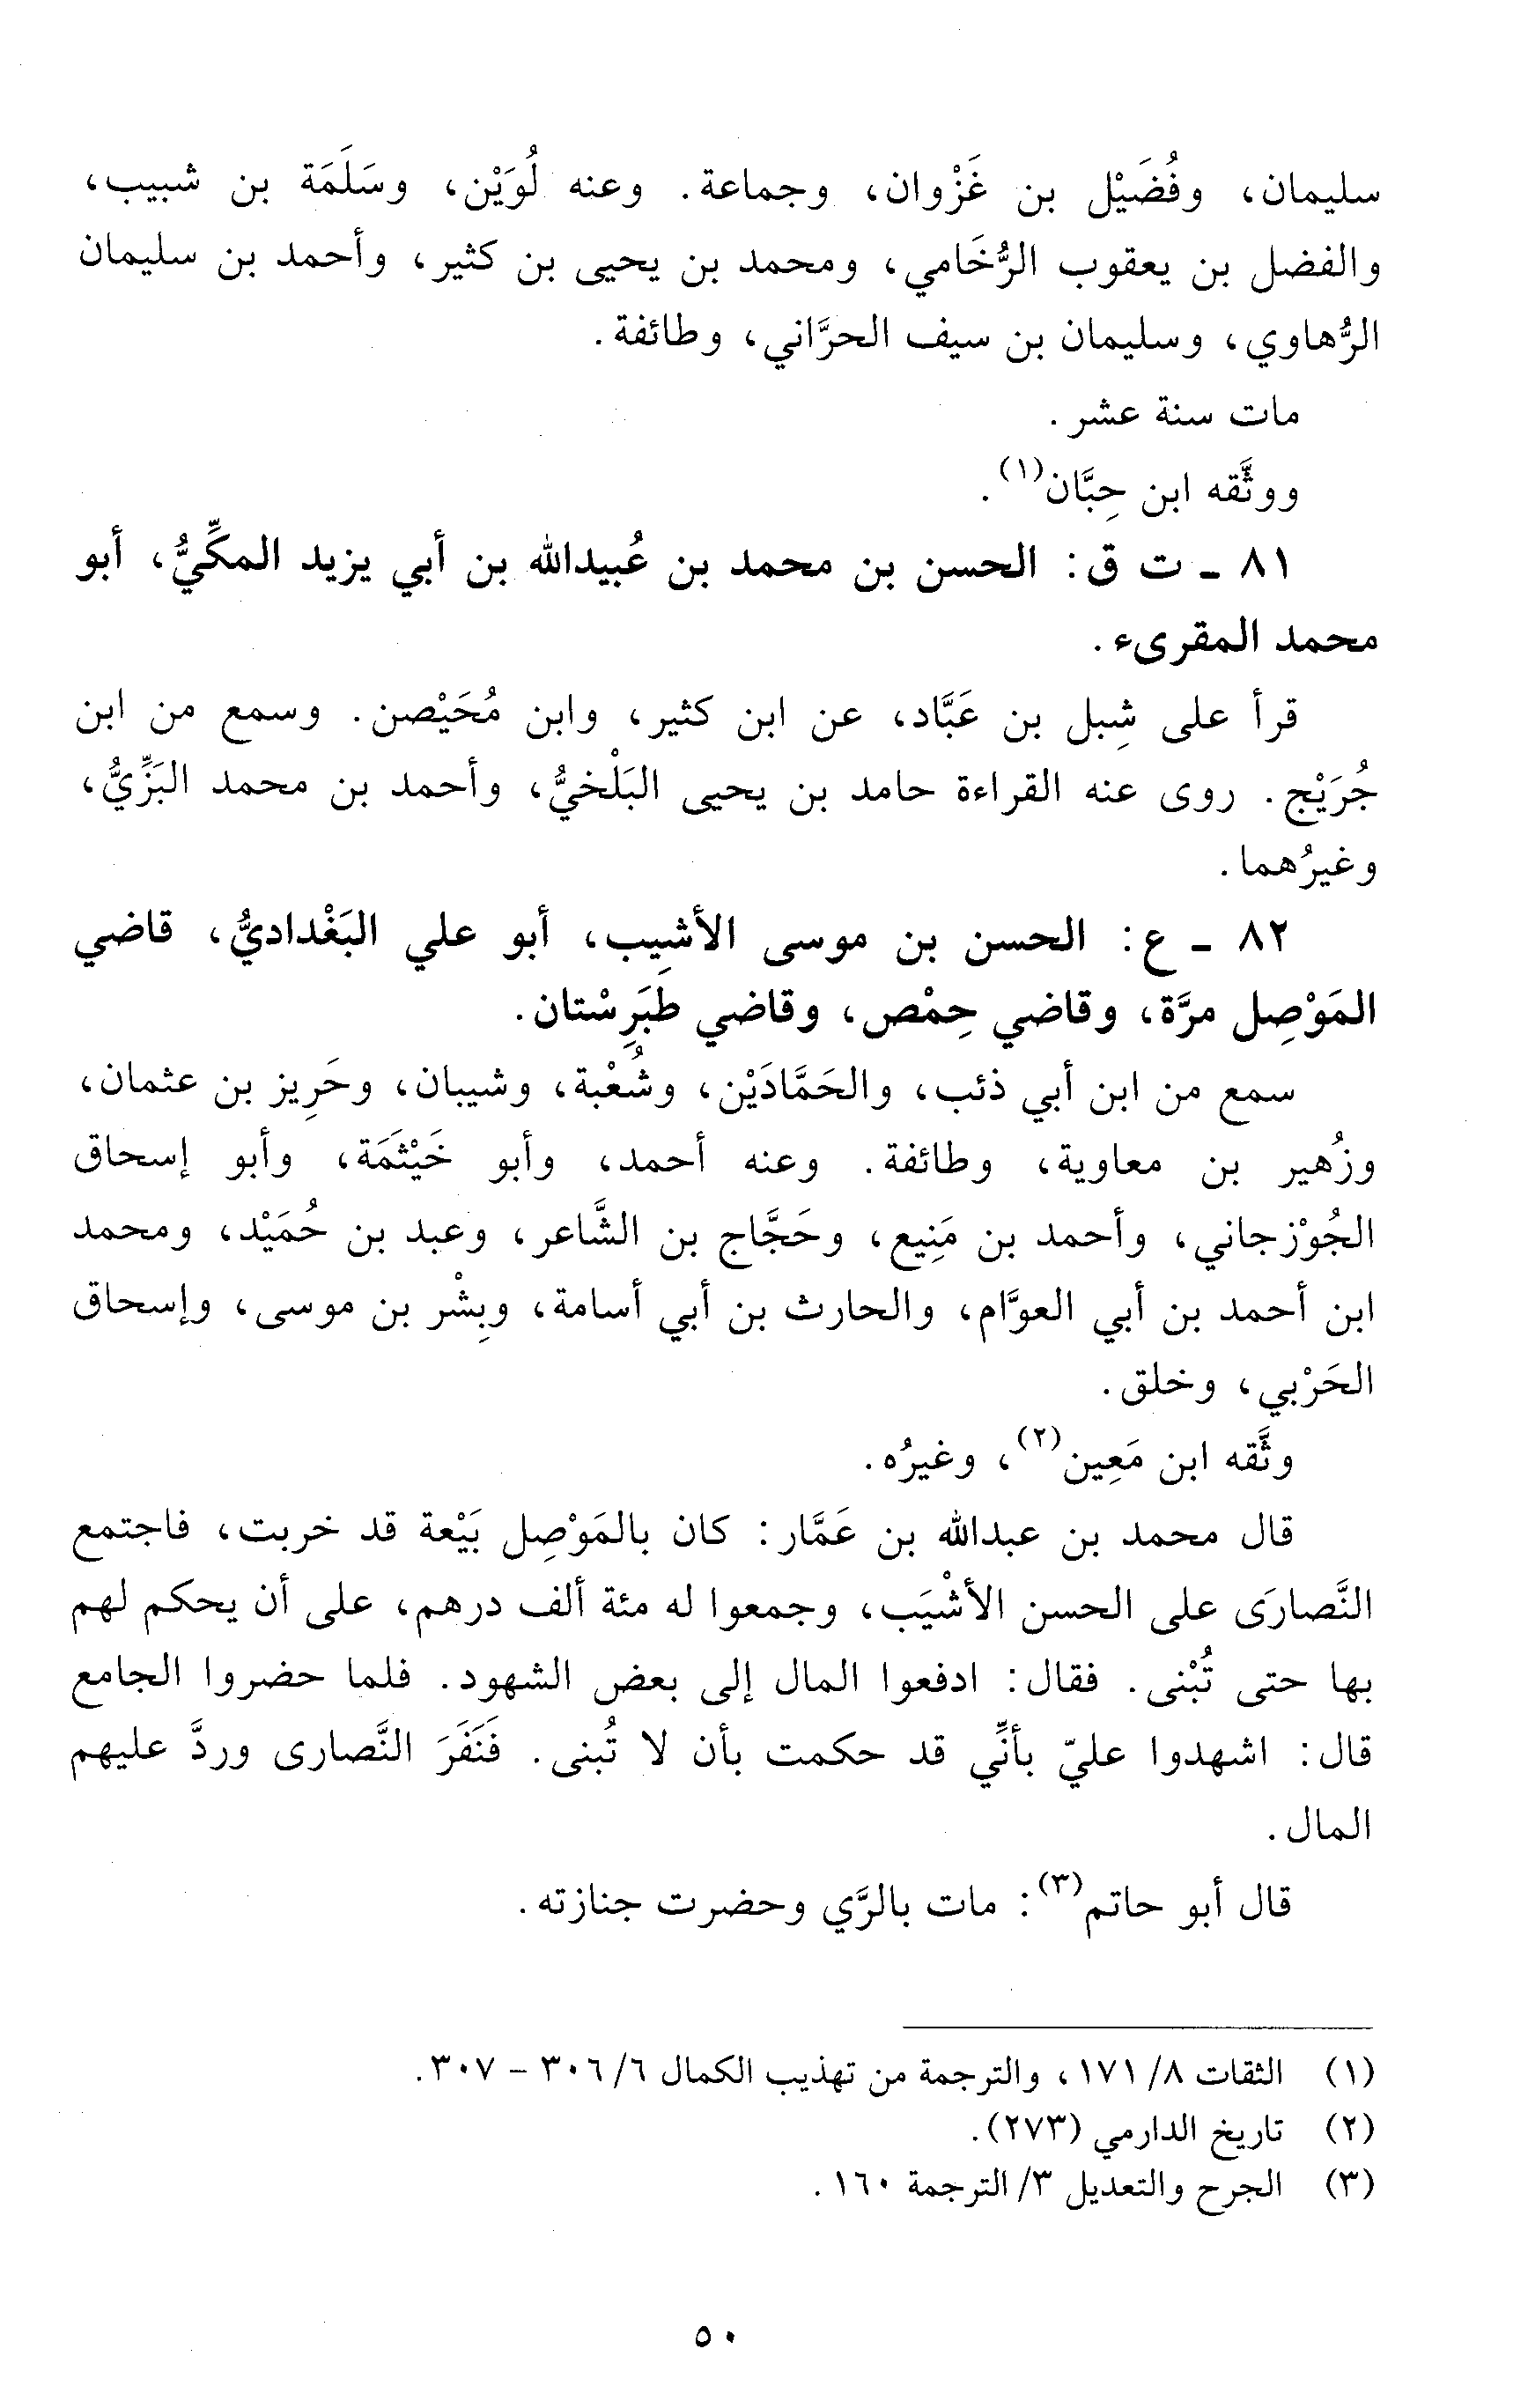 سليمان، وفُضَيْل بن غَزْوان، وجماعة. وعنه لُوَيْن، وسَلَمَة بن شبيب،
والفضل بن يعقوب الرُّخَامي، ومحمد بن يحيى بن كثير، وأحمد بن سليمان
الرُّهاوي، وسليمان بن سيف الحرَّاني، وطائفة.
مات سنة عشر.
ووثَّقه ابن حِبَّان(١).
٨١ ـ ت ق: الحسن بن محمد بن عُبيدالله بن أبي يزيد المكِّيُّ، أبو
محمد المقرىء.
قرأ على شِبل بن عَبَّاد، عن ابن كثير، وابن مُحَيْصن. وسمع من ابن
جُرَيْج. روى عنه القراءة حامد بن يحيى البَلْخيُّ، وأحمد بن محمد البَزِّيُّ،
وغيرُهما.
٨٢ ـ ع: الحسن بن موسى الأشيِب، أبو علي البَغْداديُّ، قاضي
المَوْصِل مرَّة، وقاضي حِمْص، وقاضي طَبَرِسْتان.
سمع من ابن أبي ذئب، والحَمَّادَيْن، وشُعْبة، وشيبان، وحَرِيز بن عثمان،
وزُهير بن معاوية، وطائفة. وعنه أحمد، وأبو خَيْثَمَة، وأبو إسحاق
الجُوْزجاني، وأحمد بن مَنِيع، وحَجَّاج بن الشَّاعر، وعبد بن حُمَيْد، ومحمد
ابن أحمد بن أبي العوَّام، والحارث بن أبي أسامة، وبِشْر بن موسى، وإسحاق
الحَرْبي، وخلق.
وثَّقه ابن مَعِين(٢)، وغيرُه.
قال محمد بن عبدالله بن عَمَّار: كان بالمَوْصِل بَيْعة قد خربت، فاجتمع
النَّصارَى على الحسن الأشْيَب، وجمعوا له مئة ألف درهم، على أن يحكم لهم
بها حتى تُبْنى. فقال: ادفعوا المال إلى بعض الشهود. فلما حضروا الجامع
قال: اشهدوا عليّ بأنِّي قد حكمت بأن لا تُبنى. فَنَفَرَ النَّصارى وردَّ عليهم
المال.
قال أبو حاتم(٣): مات بالرَّي وحضرت جنازته.
(١) الثقات ٨/ ١٧١، والترجمة من تهذيب الكمال ٦/ ٣٠٦ - ٣٠٧.
(٢) تاريخ الدارمي (٢٧٣).
(٣) الجرح والتعديل ٣/ الترجمة ١٦٠.
٥٠